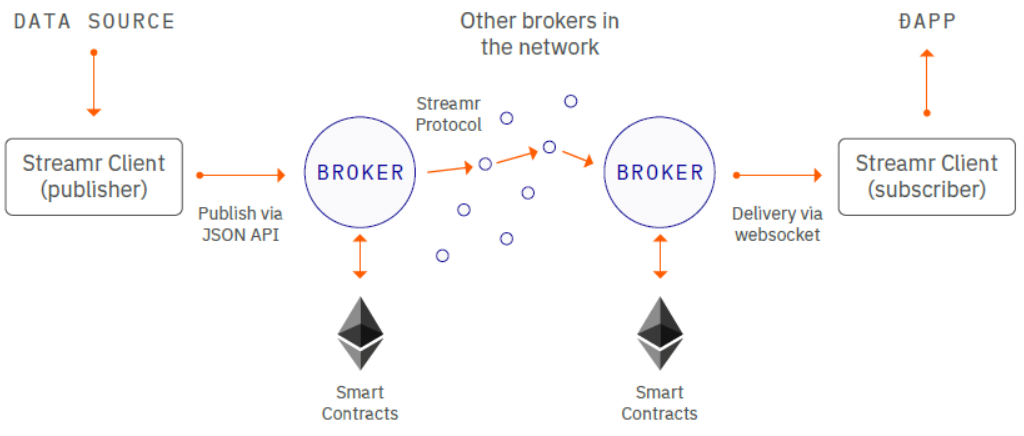 DATA SOURCE
Other brokers in
the network
ĐAPP
Streamr
Protocol
Streamr Client
(publisher)
BROKER
BROKER
Streamr Client
(subscriber)
Publish via
JSON API
Delivery via
websocket
Smart
Contracts
Smart
Contracts